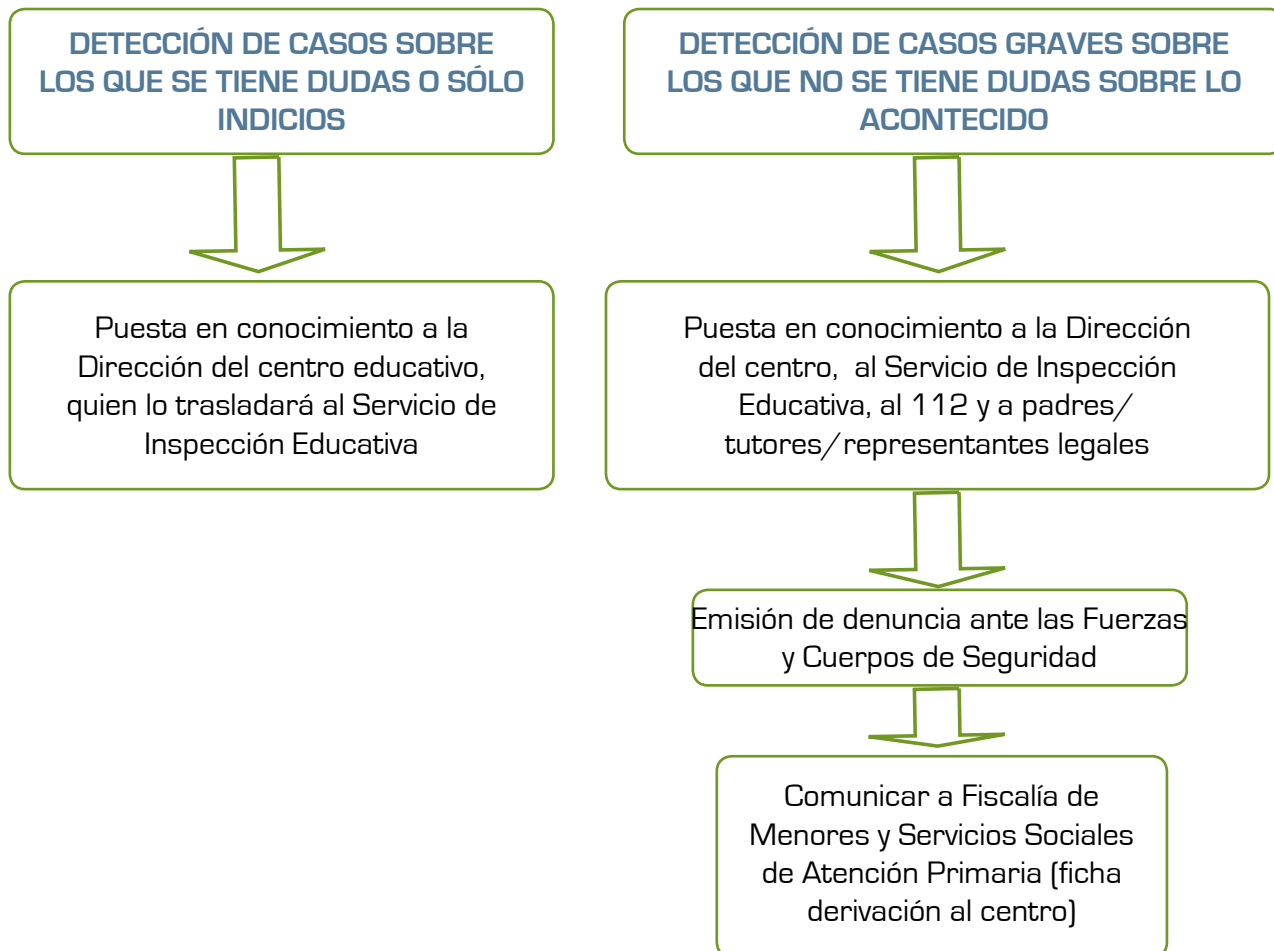 DETECCIÓN DE CASOS SOBRE
LOS QUE SE TIENE DUDAS O SÓLO
INDICIOS
Puesta en conocimiento a la
Dirección del centro educativo,
quien lo trasladará al Servicio de
Inspección Educativa
DETECCIÓN DE CASOS GRAVES SOBRE
LOS QUE NO SE TIENE DUDAS SOBRE LO
ACONTECIDO
Puesta en conocimiento a la Dirección
del centro, al Servicio de Inspección
Educativa, al 112 y a padres/
tutores/representantes legales
Emisión de denuncia ante las Fuerzas
y Cuerpos de Seguridad
Comunicar a Fiscalía de
Menores y Servicios Sociales
de Atención Primaria (ficha
derivación al centro)